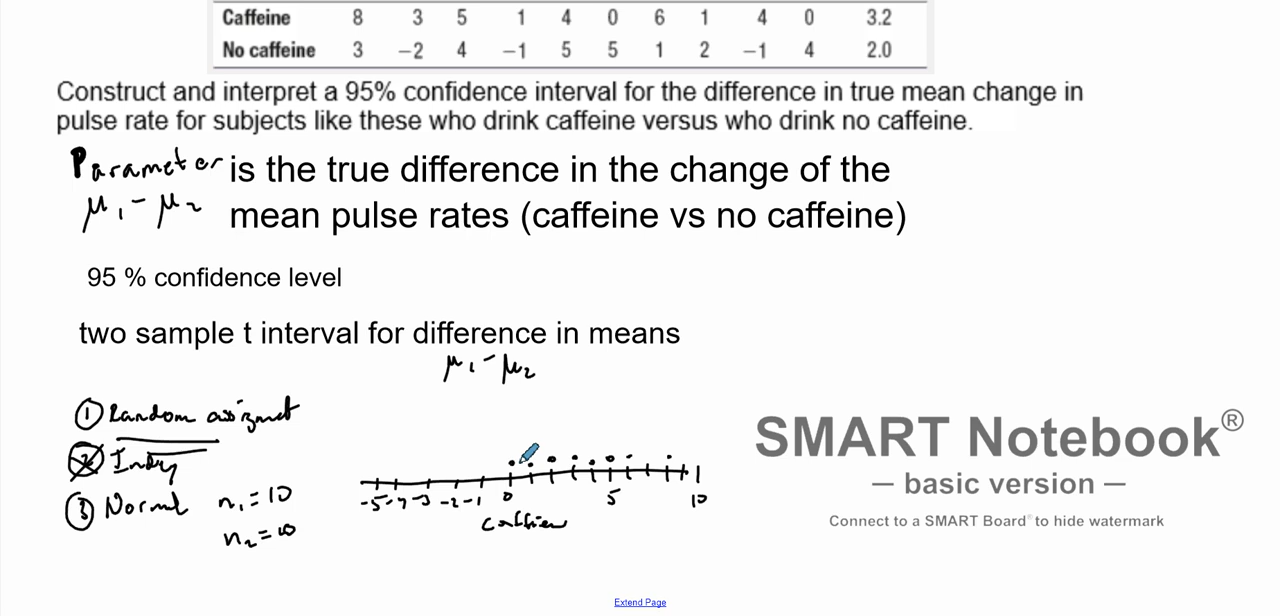 Caffeine 8 3 5 1 4 0 6 1 4 0 3.2
No caffeine 3 −2 4 −1 5 5 1 2 −1 4 2.0
Construct and interpret a 95% confidence interval for the difference in true mean change in
pulse rate for subjects like these who drink caffeine versus who drink no caffeine.
Parameter is the true difference in the change of the
μ1 - μ2 mean pulse rates (caffeine vs no caffeine)
95 % confidence level
two sample t interval for difference in means
μ1 - μ2
① Random
② Indep
③ Normal n1 = 10
n2 = 10
-5 -4 -3 -2 -1 0 5 10
SMART Notebook®
— basic version —
Connect to a SMART Board® to hide watermark
Extend Page